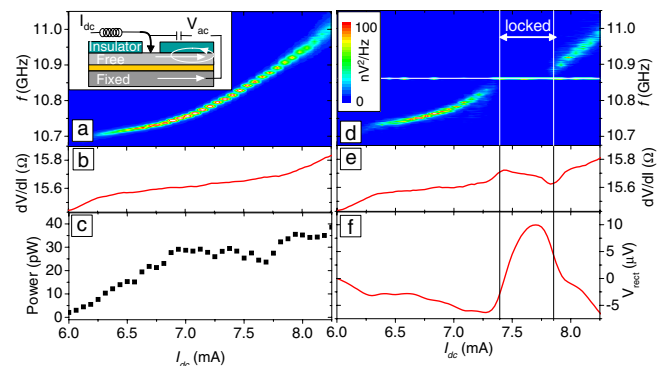 I_dc
V_ac
Insulator
Free
Fixed
11.0
10.9
10.8
10.7
f (GHz)
a
100
0
nV²/Hz
locked
d
11.0
10.9
10.8
10.7
f (GHz)
15.8
15.6
dV/dI (Ω)
b
e
15.8
15.6
dV/dI (Ω)
40
30
20
10
0
Power (pW)
c
f
10
5
0
-5
V_rect (μV)
6.0 6.5 7.0 7.5 8.0
I_dc (mA)
6.0 6.5 7.0 7.5 8.0
I_dc (mA)